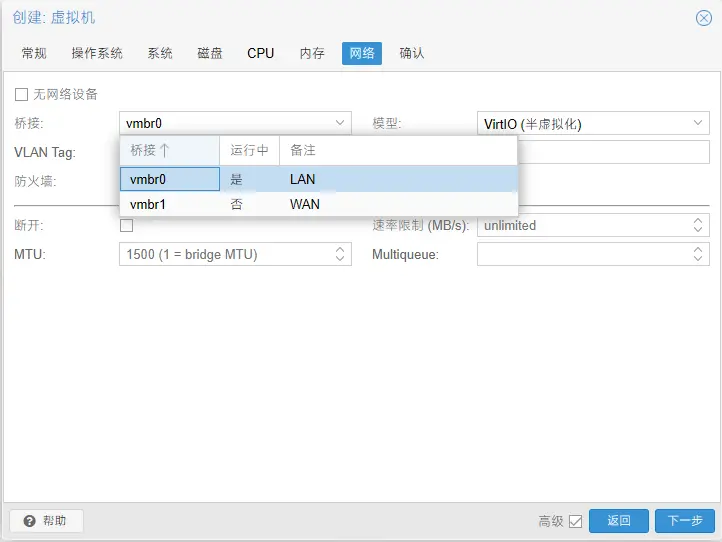 创建: 虚拟机
常规 操作系统 系统 磁盘 CPU 内存 网络 确认
无网络设备
桥接: vmbr0 模型: VirtIO (半虚拟化)
VLAN Tag: 桥接 运行中 备注
防火墙: vmbr0 是 LAN
vmbr1 否 WAN
断开: 速率限制 (MB/s): unlimited
MTU: 1500 (1 = bridge MTU) Multiqueue:
帮助 高级 返回 下一步